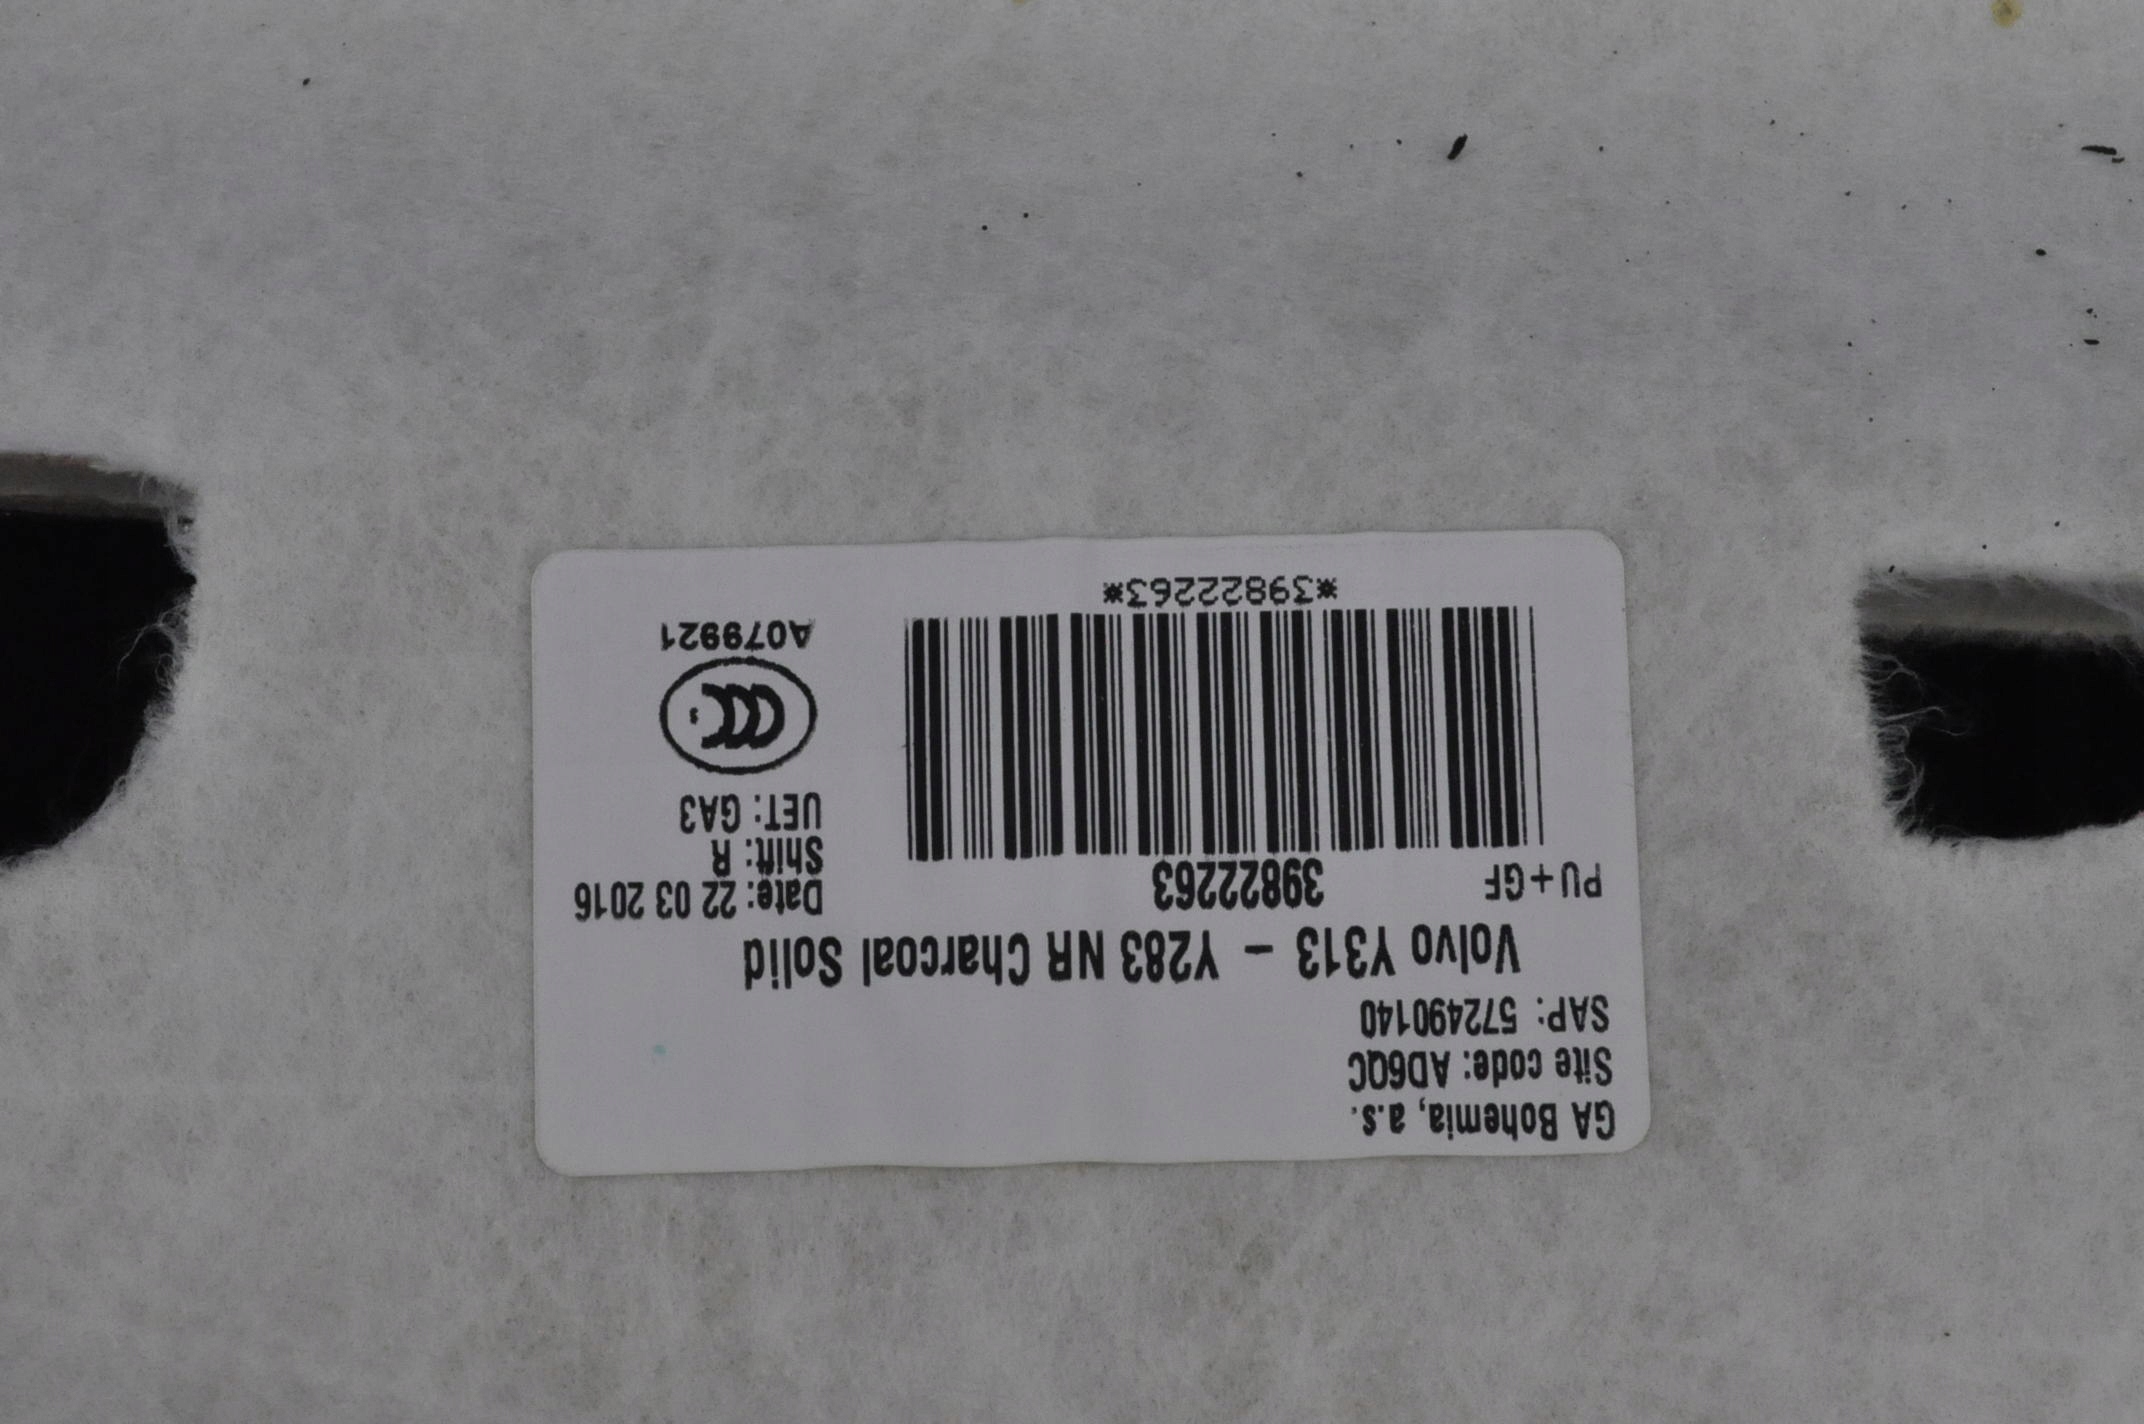 GA Bohemia, a.s.
Site code: AD6QC
SAP: 572490140
Volvo Y313 - Y283 NR Charcoal Solid
PU+GF
39822263
*39822263*
Date: 22 03 2016
Shift: R
UET: GA3
CCC S
A079921